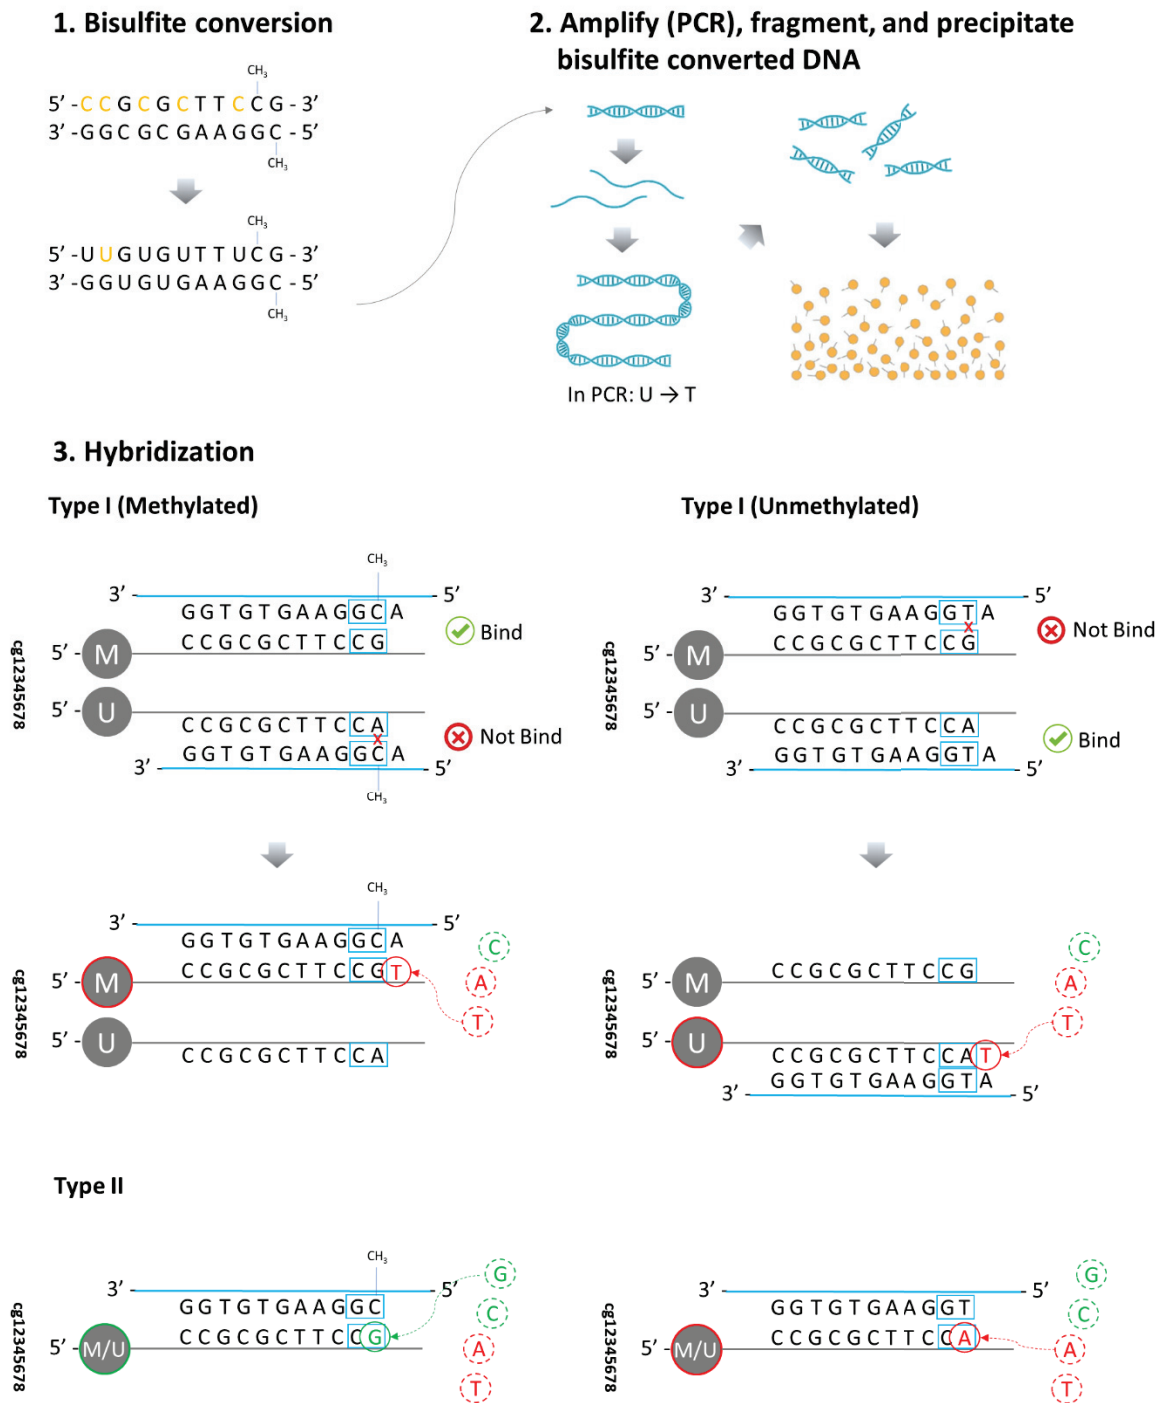 1. Bisulfite conversion
CH3
5' -CCGCGCTTCCG- 3'
3' -GGCGCGAAGGC- 5'
CH3
CH3
5' -UUGUGUTTUCG- 3'
3' -GGUGUGAAGGC- 5'
CH3
2. Amplify (PCR), fragment, and precipitate
bisulfite converted DNA
In PCR: U → T
3. Hybridization
Type I (Methylated)
CH3
3' - - 5'
GGTGTGAAGGCA
CCGCGCTTCCG
5' - M
Bind
cg12345678
5' - U
CCGCGCTTCCA
x
GGTGTGAAGGCA
3' - - 5'
CH3
Not Bind
Type I (Unmethylated)
3' - - 5'
GGTGTGAAGGTA
x
CCGCGCTTCCG
5' - M
Not Bind
cg12345678
5' - U
CCGCGCTTCCA
GGTGTGAAGGTA
3' - - 5'
Bind
CH3
3' - - 5'
GGTGTGAAGGCA
CCGCGCTTCCGT
5' - M
cg12345678
5' - U
CCGCGCTTCCA
C
A
T
5' - M
CCGCGCTTCCG
cg12345678
5' - U
CCGCGCTTCCAT
GGTGTGAAGGTA
3' - - 5'
C
A
T
Type II
CH3
3' - - 5'
GGTGTGAAGGC
CCGCGCTTCCG
5' - M/U
cg12345678
G
C
A
T
3' - - 5'
GGTGTGAAGGT
CCGCGCTTCCA
5' - M/U
cg12345678
G
C
A
T